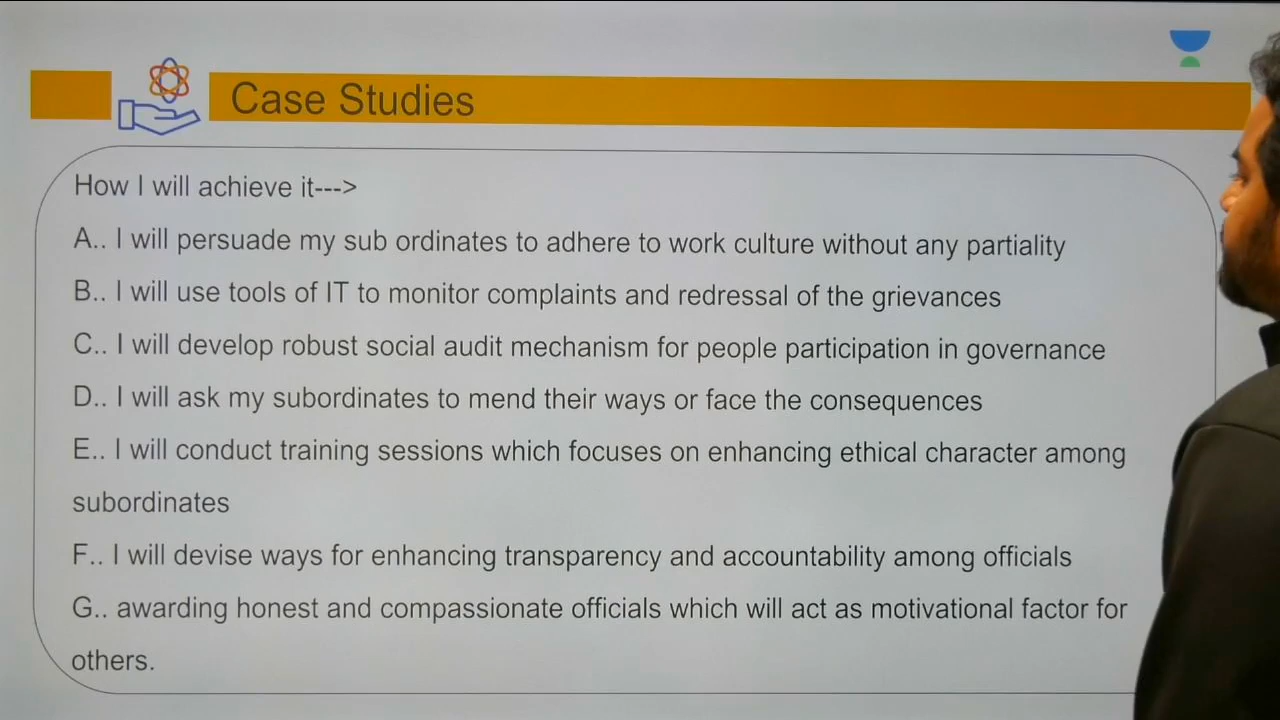 Case Studies
How I will achieve it--->
A.. I will persuade my sub ordinates to adhere to work culture without any partiality
B.. I will use tools of IT to monitor complaints and redressal of the grievances
C.. I will develop robust social audit mechanism for people participation in governance
D.. I will ask my subordinates to mend their ways or face the consequences
E.. I will conduct training sessions which focuses on enhancing ethical character among
subordinates
F.. I will devise ways for enhancing transparency and accountability among officials
G.. awarding honest and compassionate officials which will act as motivational factor for
others.